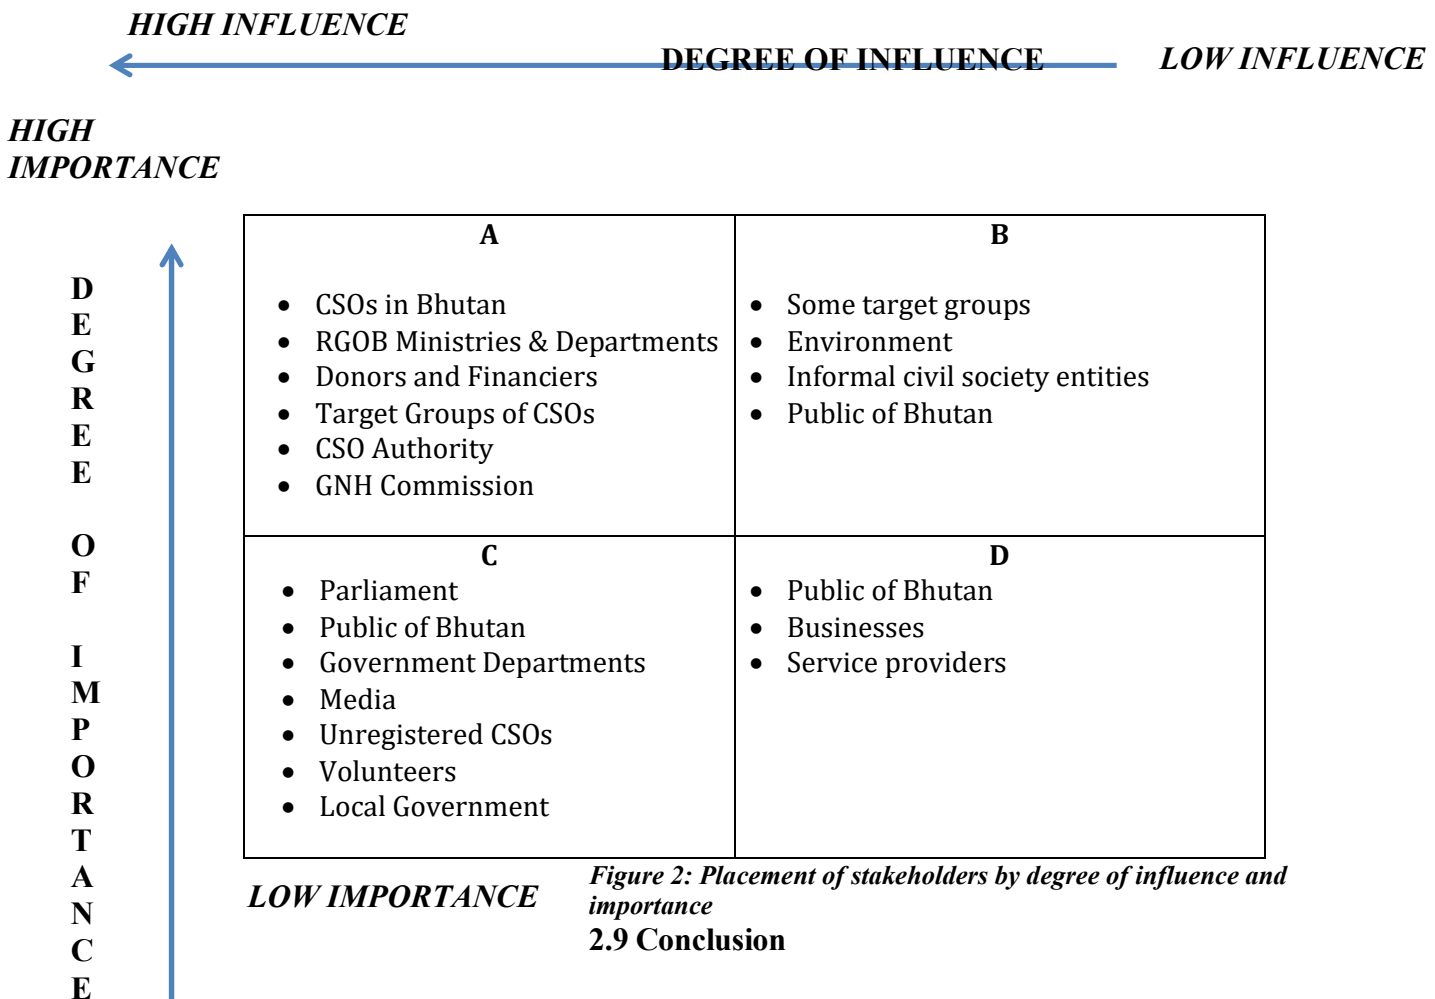 HIGH INFLUENCE
DEGREE OF INFLUENCE
LOW INFLUENCE
HIGH
IMPORTANCE
D
E
G
R
E
E
O
F
I
M
P
O
R
T
A
N
C
E
A
• CSOs in Bhutan
• RGOB Ministries & Departments
• Donors and Financiers
• Target Groups of CSOs
• CSO Authority
• GNH Commission
B
• Some target groups
• Environment
• Informal civil society entities
• Public of Bhutan
C
• Parliament
• Public of Bhutan
• Government Departments
• Media
• Unregistered CSOs
• Volunteers
• Local Government
D
• Public of Bhutan
• Businesses
• Service providers
LOW IMPORTANCE
Figure 2: Placement of stakeholders by degree of influence and
importance
2.9 Conclusion